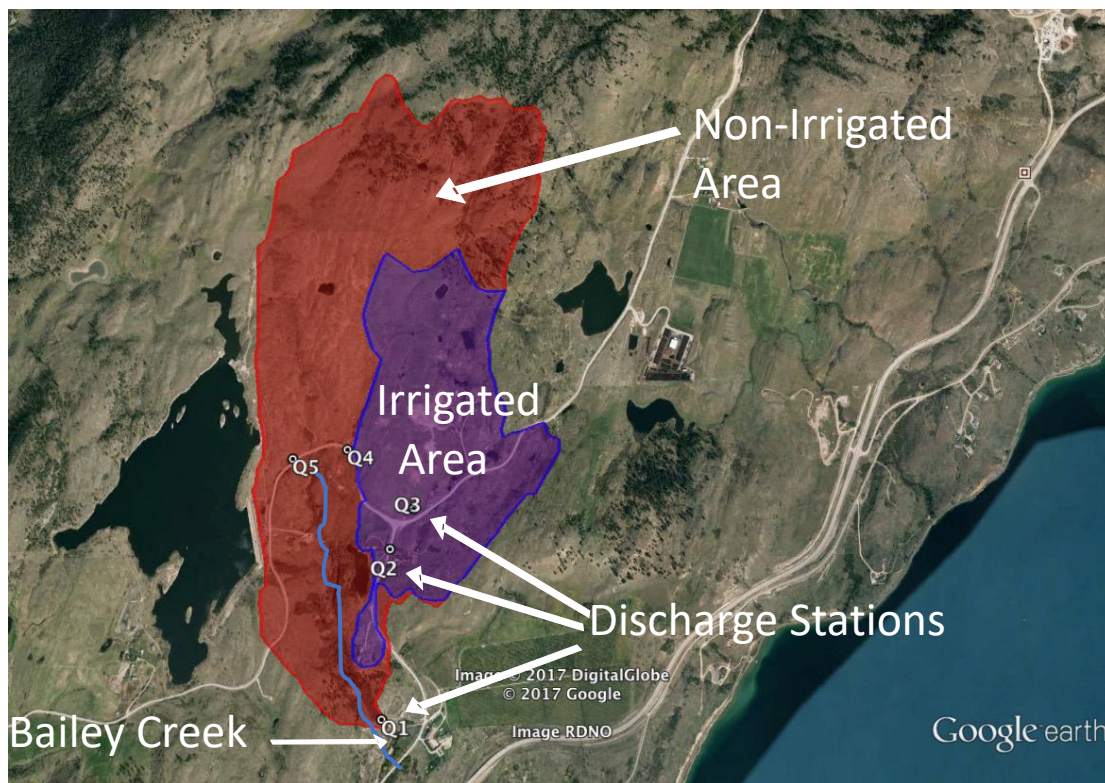 Non-Irrigated
Area
Irrigated
Area
Q5
Q4
Q3
Q2
Discharge Stations
Image © 2017 DigitalGlobe
© 2017 Google
Q1
Image RDNO
Bailey Creek
Google earth